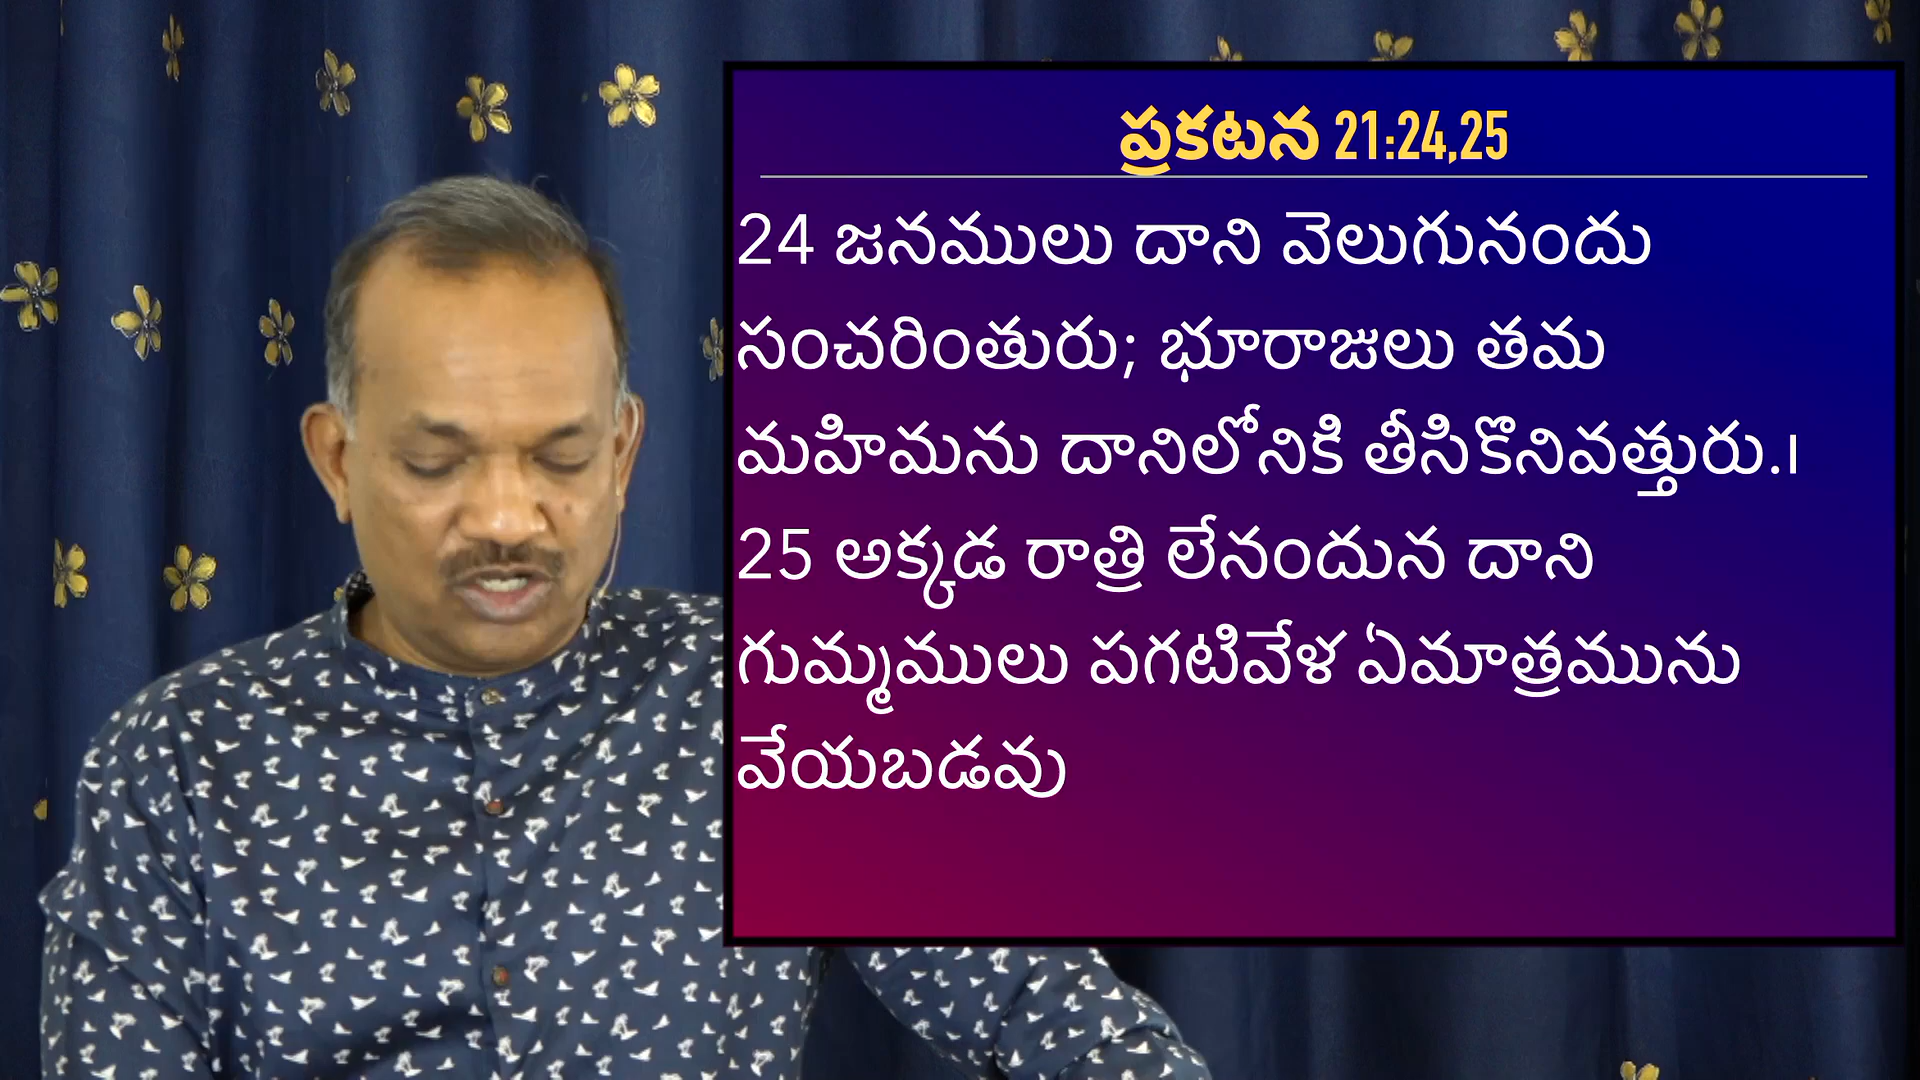 ప్రకటన 21:24,25
24 జనములు దాని వెలుగునందు
సంచరింతురు; భూరాజులు తమ
మహిమను దానిలోనికి తీసికొనివత్తురు.।
25 అక్కడ రాత్రి లేనందున దాని
గుమ్మములు పగటివేళ ఏమాత్రమును
వేయబడవు